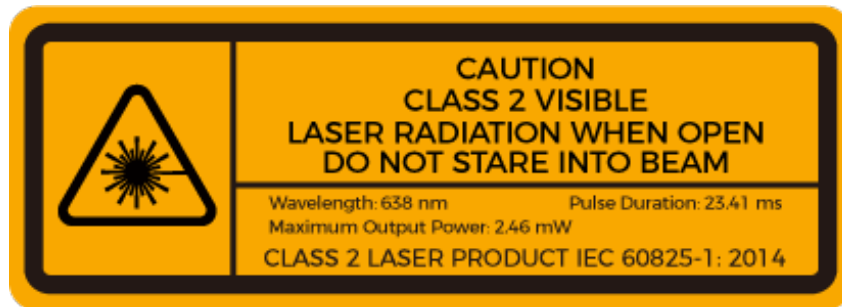 CAUTION
CLASS 2 VISIBLE
LASER RADIATION WHEN OPEN
DO NOT STARE INTO BEAM
Wavelength: 638 nm Pulse Duration: 23.41 ms
Maximum Output Power: 2.46 mW
CLASS 2 LASER PRODUCT IEC 60825-1: 2014